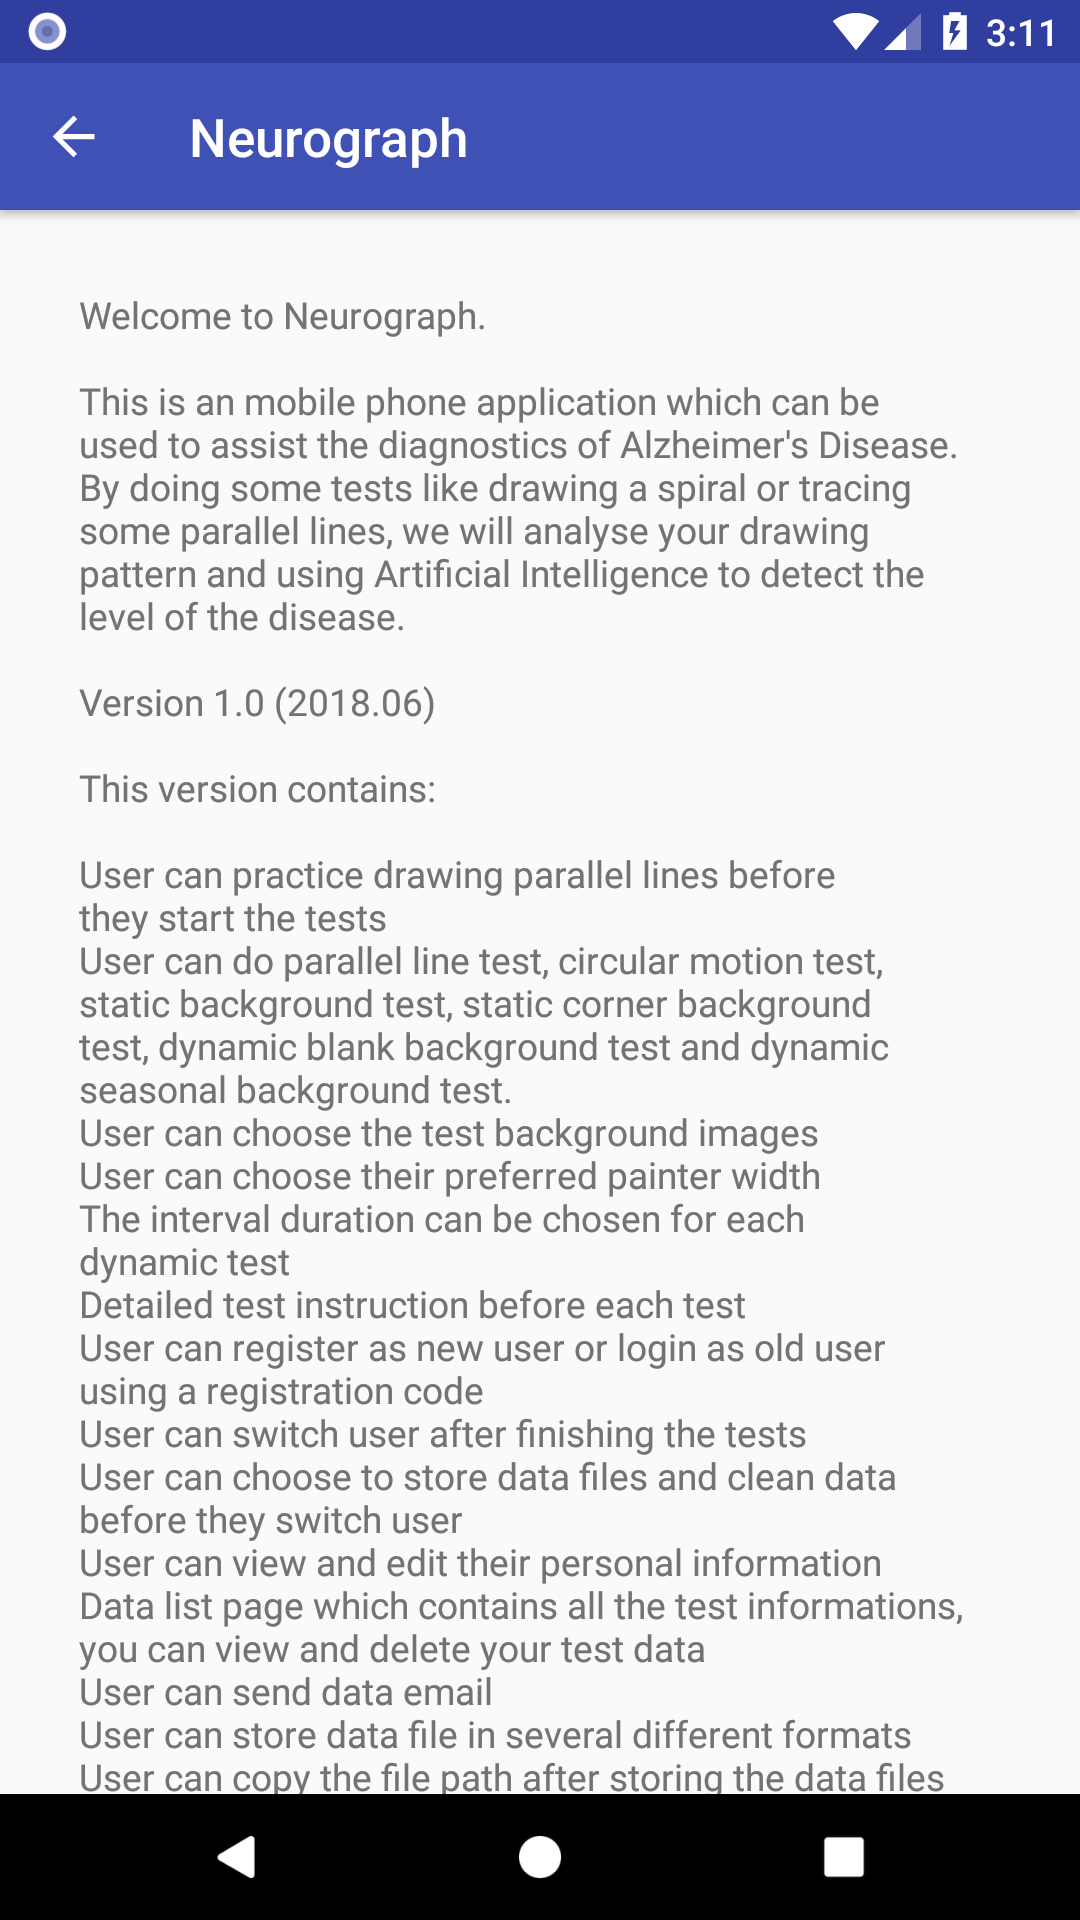 3:11
Neurograph
Welcome to Neurograph.
This is an mobile phone application which can be
used to assist the diagnostics of Alzheimer's Disease.
By doing some tests like drawing a spiral or tracing
some parallel lines, we will analyse your drawing
pattern and using Artificial Intelligence to detect the
level of the disease.
Version 1.0 (2018.06)
This version contains:
User can practice drawing parallel lines before
they start the tests
User can do parallel line test, circular motion test,
static background test, static corner background
test, dynamic blank background test and dynamic
seasonal background test.
User can choose the test background images
User can choose their preferred painter width
The interval duration can be chosen for each
dynamic test
Detailed test instruction before each test
User can register as new user or login as old user
using a registration code
User can switch user after finishing the tests
User can choose to store data files and clean data
before they switch user
User can view and edit their personal information
Data list page which contains all the test informations,
you can view and delete your test data
User can send data email
User can store data file in several different formats
User can copy the file path after storing the data files